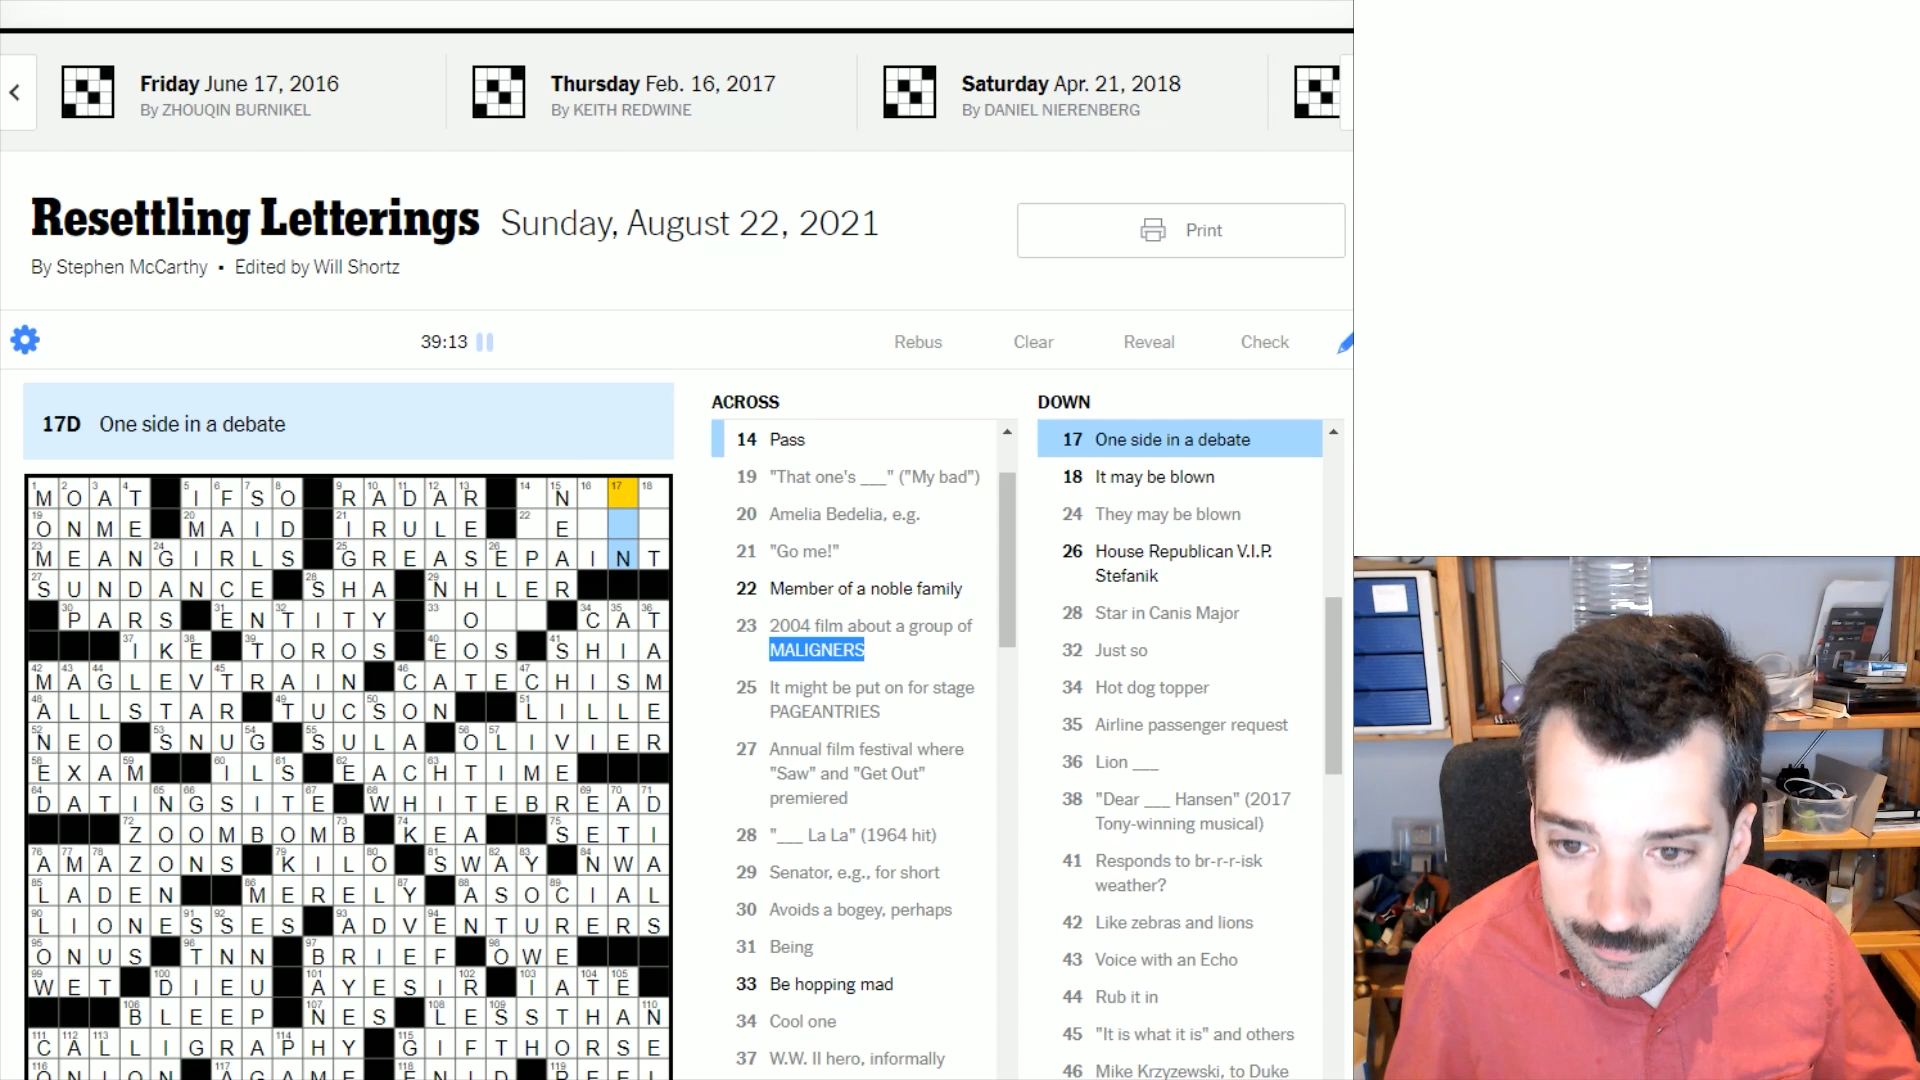 Friday June 17, 2016
By ZHOUQIN BURNIKEL
Thursday Feb. 16, 2017
By KEITH REDWINE
Saturday Apr. 21, 2018
By DANIEL NIERENBERG
Resettling Letterings Sunday, August 22, 2021
Print
By Stephen McCarthy • Edited by Will Shortz
39:13
Rebus
Clear
Reveal
Check
17D One side in a debate
M O A T I F S O R A D A R N
O N M E M A I D I R U L E E
M E A N G I R L S G R E A S E P A I N T
S U N D A N C E S H A N H L E R
P A R S E N T I T Y O C A T
I K E T O R O S E O S S H I A
M A G L E V T R A I N C A T E C H I S M
A L L S T A R T U C S O N L I L L E
N E O S N U G S U L A O L I V I E R
E X A M I L S E A C H T I M E
D A T I N G S I T E W H I T E B R E A D
Z O O M B O M B K E A S E T I
A M A Z O N S K I L O S W A Y N W A
L A D E N M E R E L Y A S O C I A L
L I O N E S S E S A D V E N T U R E R S
O N U S T N N B R I E F O W E
W E T D I E U A Y E S I R I A T E
B L E E P N E S L E S S T H A N
C A L L I G R A P H Y G I F T H O R S E
O N I O N A G A M E E N I D R E E L
ACROSS
14 Pass
19 "That one's ___" ("My bad")
20 Amelia Bedelia, e.g.
21 "Go me!"
22 Member of a noble family
23 2004 film about a group of
MALIGNERS
25 It might be put on for stage
PAGEANTRIES
27 Annual film festival where
"Saw" and "Get Out"
premiered
28 "___ La La" (1964 hit)
29 Senator, e.g., for short
30 Avoids a bogey, perhaps
31 Being
33 Be hopping mad
34 Cool one
37 W.W. II hero, informally
DOWN
17 One side in a debate
18 It may be blown
24 They may be blown
26 House Republican V.I.P.
Stefanik
28 Star in Canis Major
32 Just so
34 Hot dog topper
35 Airline passenger request
36 Lion ___
38 "Dear ___ Hansen" (2017
Tony-winning musical)
41 Responds to br-r-r-isk
weather?
42 Like zebras and lions
43 Voice with an Echo
44 Rub it in
45 "It is what it is" and others
46 Mike Krzyzewski, to Duke